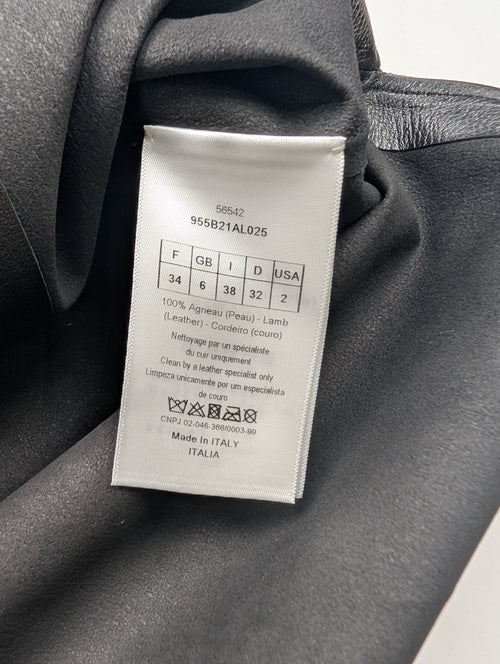 56542
955B21AL025
F GB I D USA
34 6 38 32 2
100% Agneau (Peau) - Lamb
(Leather) - Cordeiro (couro)
Nettoyage par un spécialiste
du cuir uniquement
Clean by a leather specialist only
Limpeza unicamente por um especialista
de couro
CNPJ 02-046-366/0003-99
Made In ITALY
ITALIA